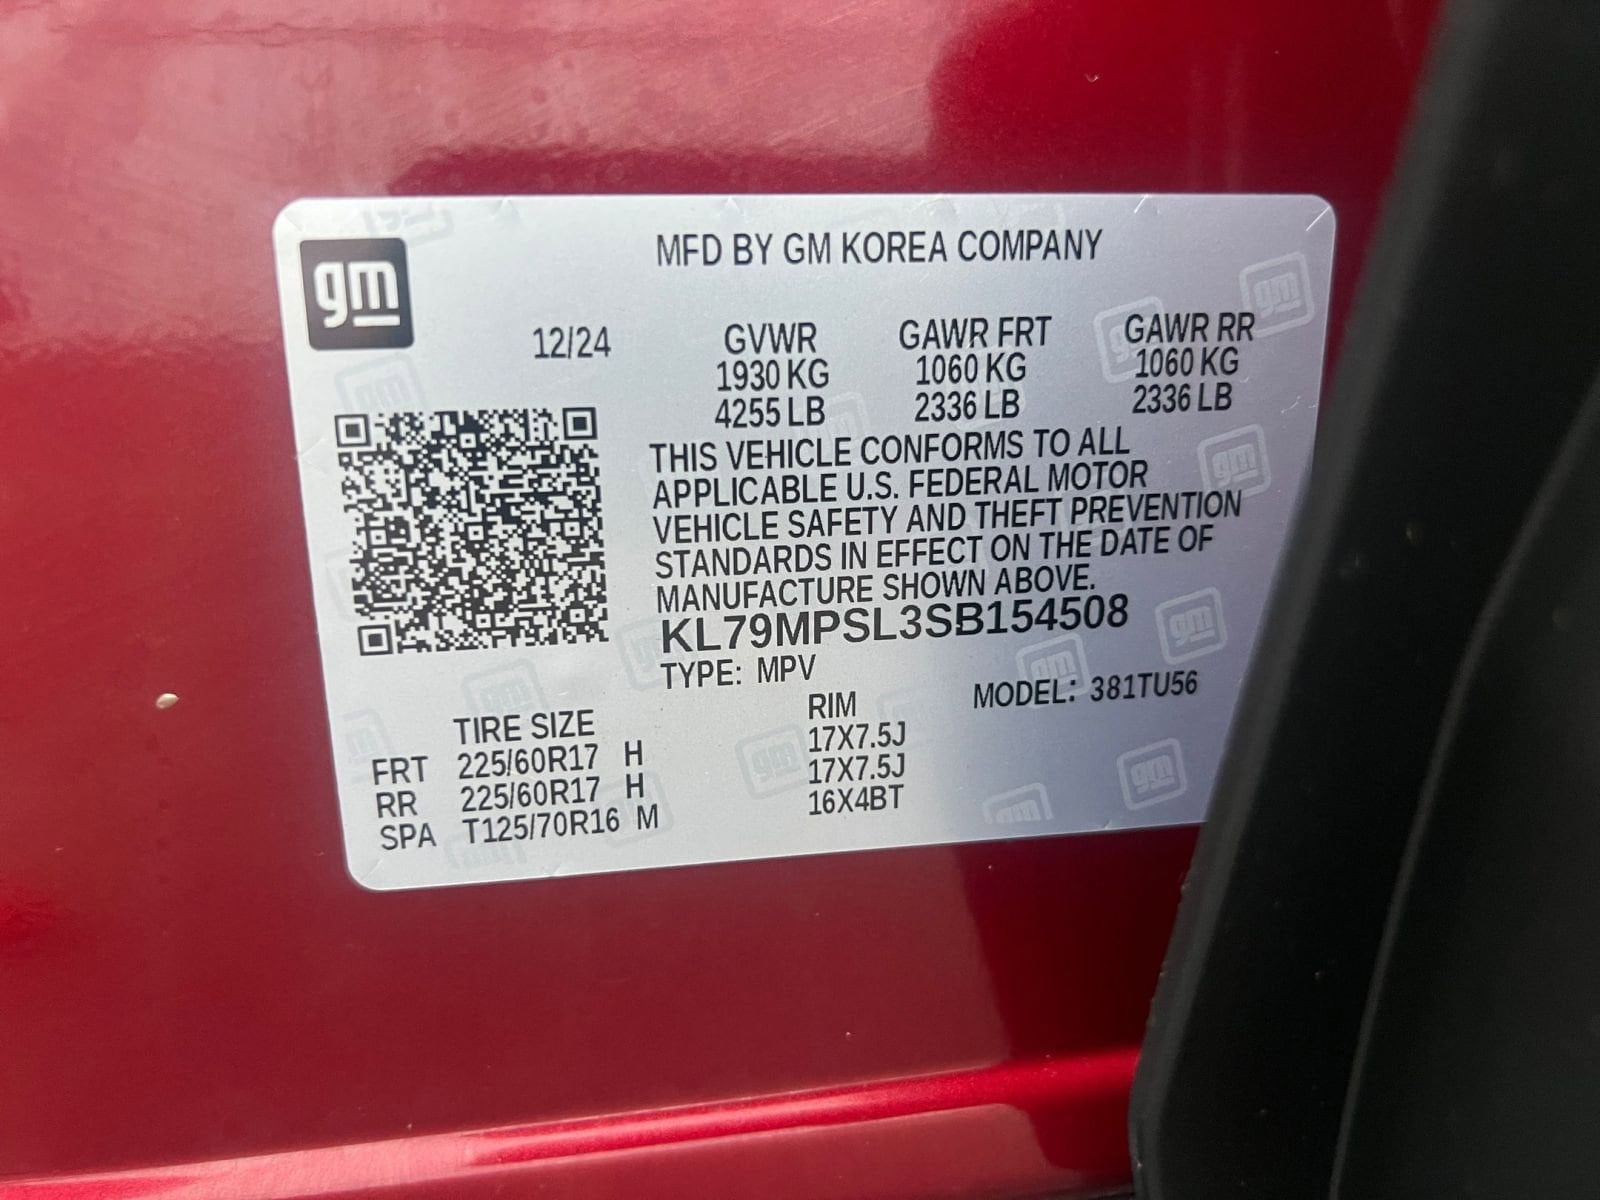 gm
MFD BY GM KOREA COMPANY
12/24 GVWR GAWR FRT GAWR RR
1930 KG 1060 KG 1060 KG
4255 LB 2336 LB 2336 LB
THIS VEHICLE CONFORMS TO ALL
APPLICABLE U.S. FEDERAL MOTOR
VEHICLE SAFETY AND THEFT PREVENTION
STANDARDS IN EFFECT ON THE DATE OF
MANUFACTURE SHOWN ABOVE.
KL79MPSL3SB154508
TYPE: MPV MODEL: 381TU56
TIRE SIZE RIM
FRT 225/60R17 H 17X7.5J
RR 225/60R17 H 17X7.5J
SPA T125/70R16 M 16X4BT